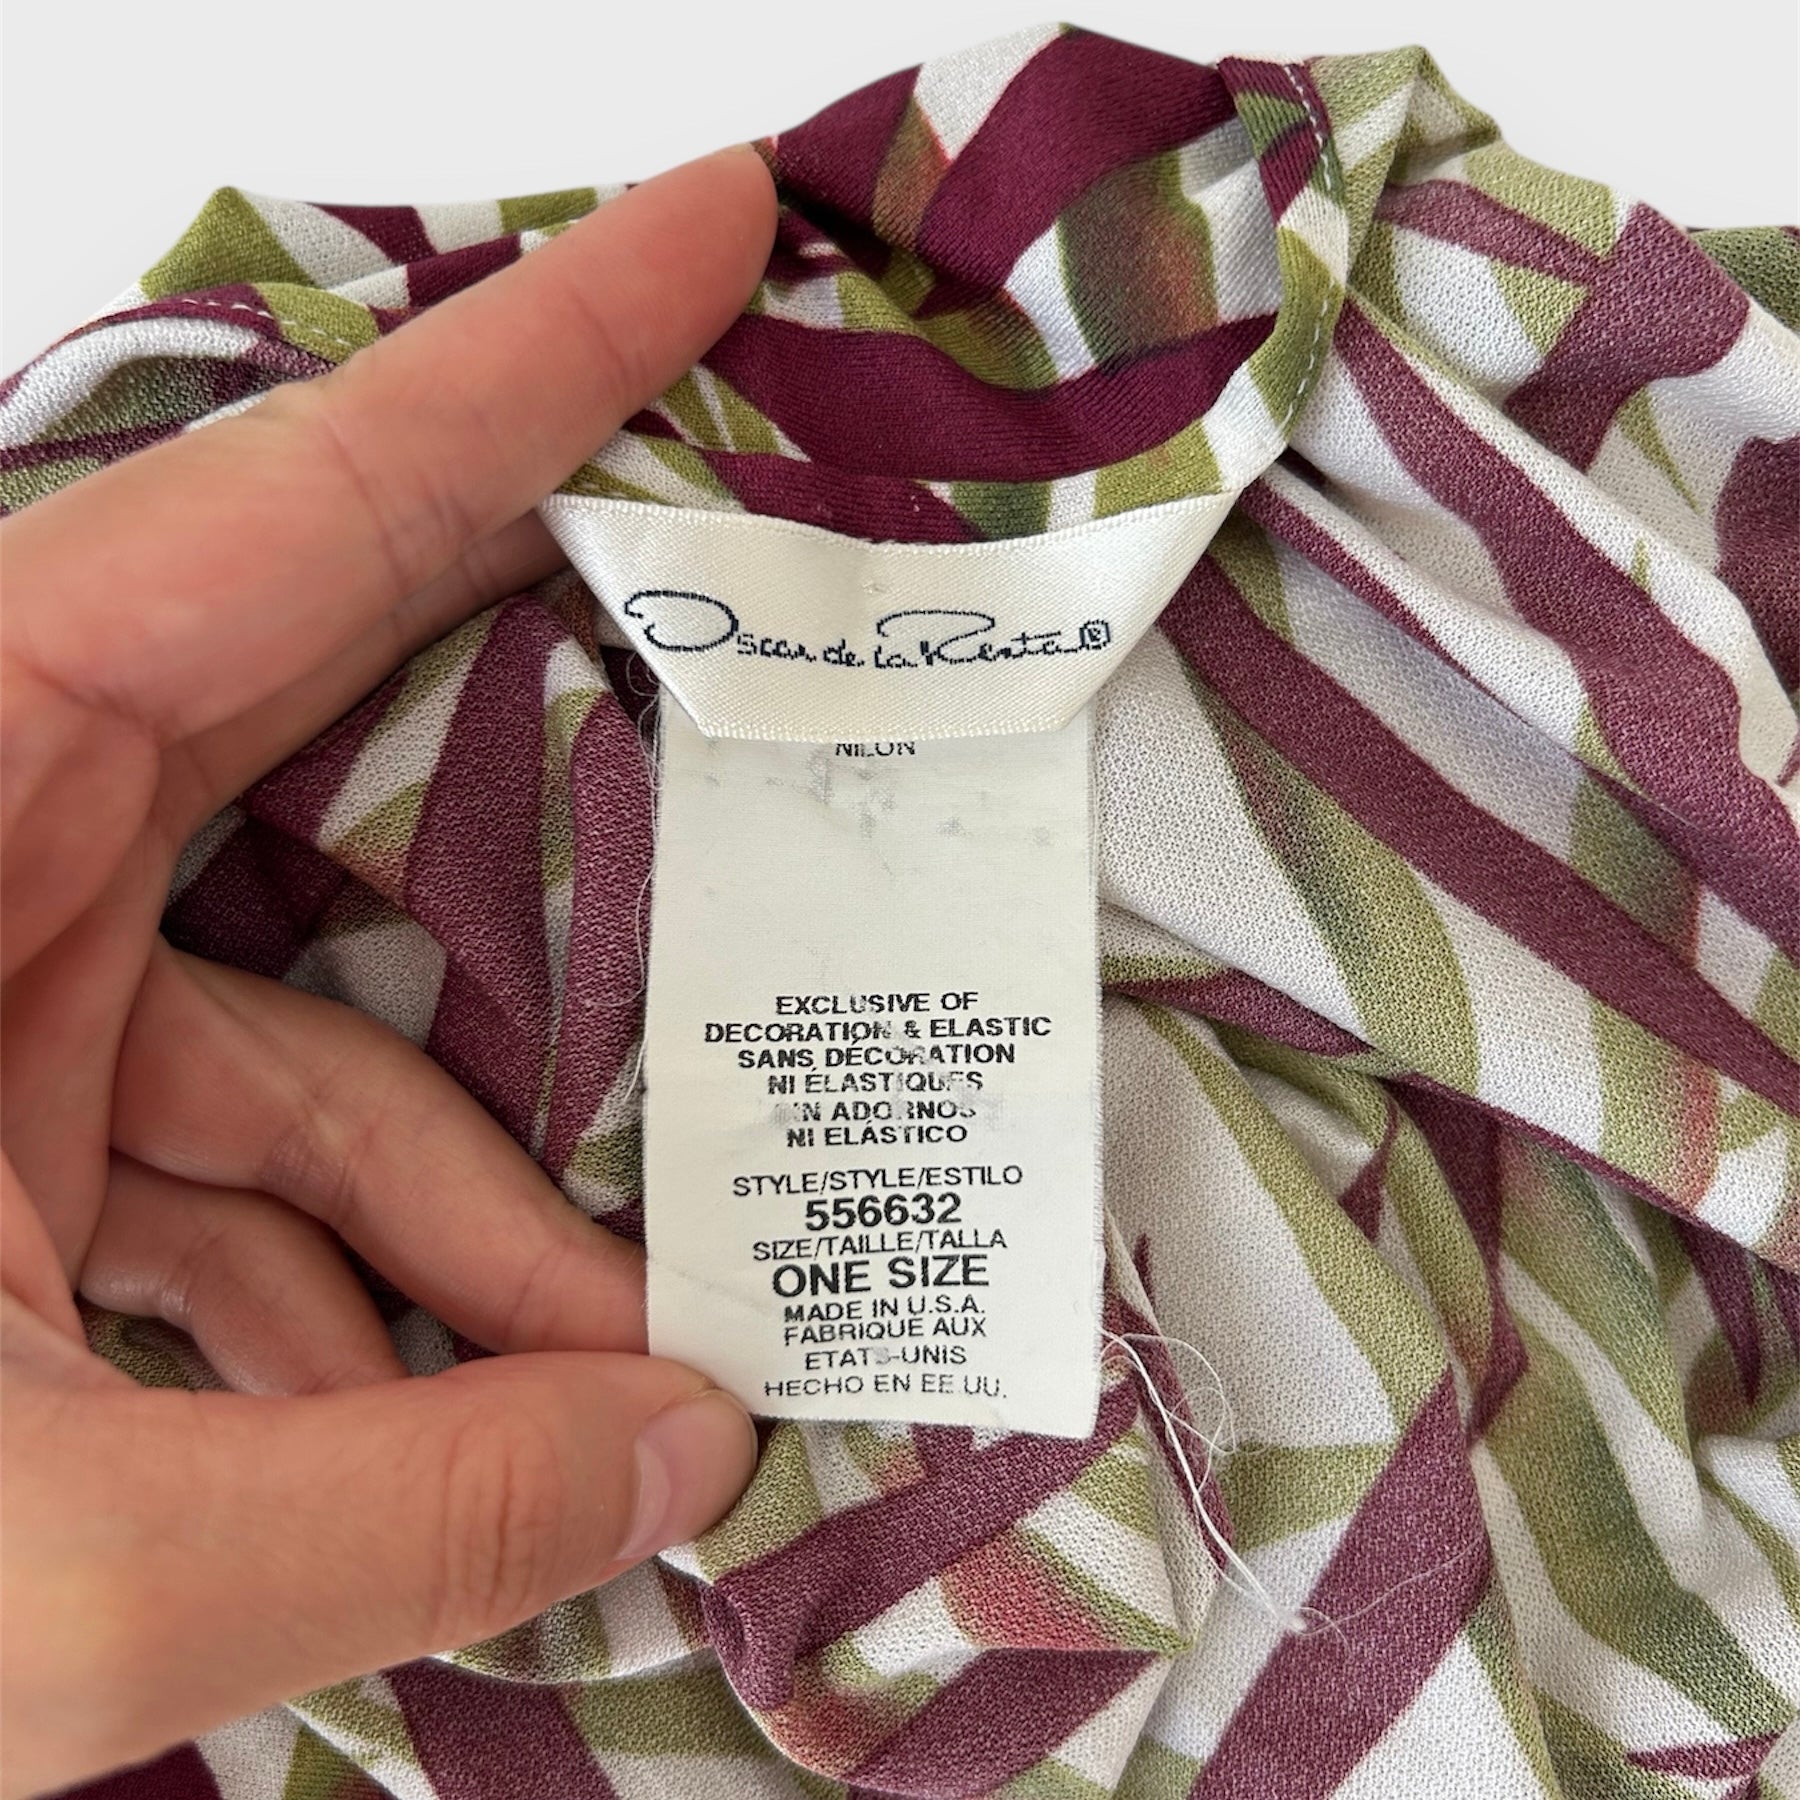 Oscar de la Renta®
NILON
EXCLUSIVE OF
DECORATION & ELASTIC
SANS DÉCORATION
NI ÉLASTIQUES
SIN ADORNOS
NI ELÁSTICO
STYLE/STYLE/ESTILO
556632
SIZE/TAILLE/TALLA
ONE SIZE
MADE IN U.S.A.
FABRIQUE AUX
ETATS-UNIS
HECHO EN EE.UU.